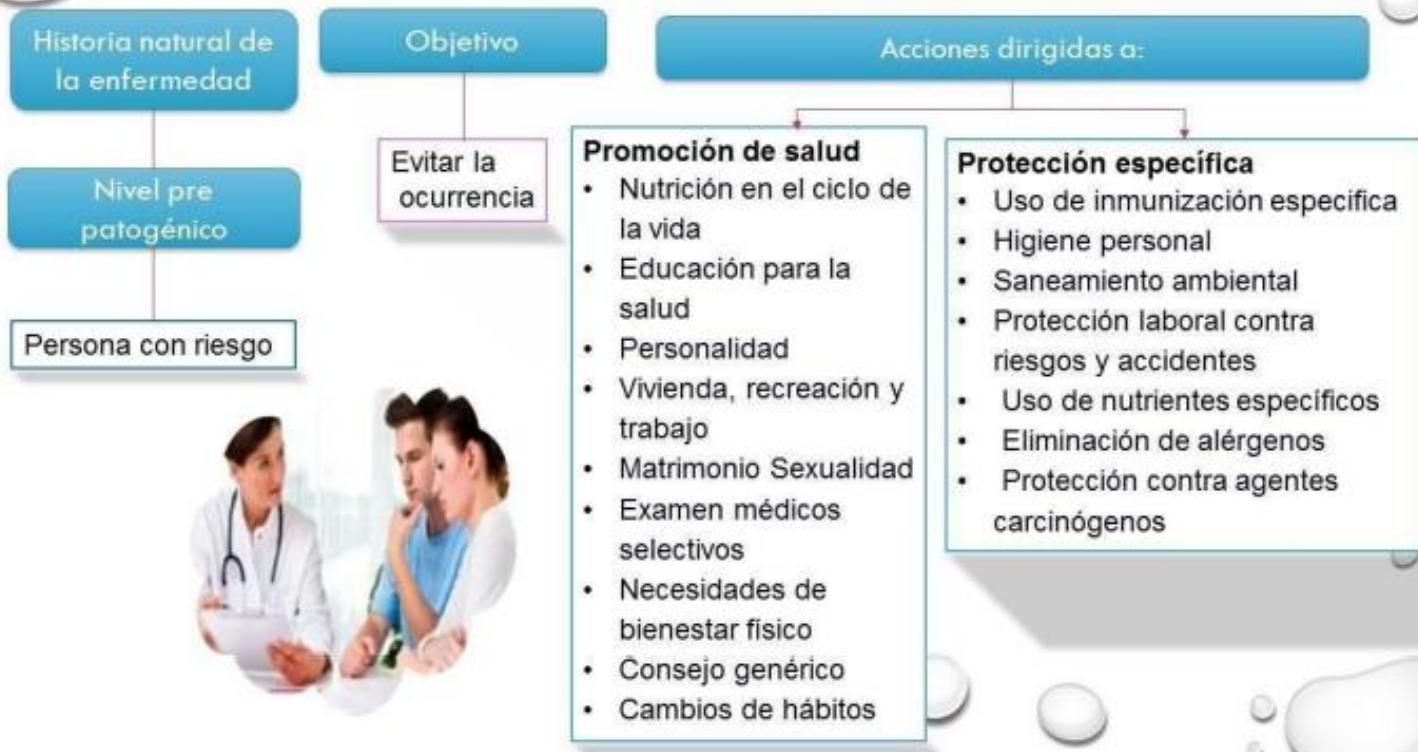 Historia natural de
la enfermedad
Nivel pre
patogénico
Persona con riesgo
Objetivo
Evitar la
ocurrencia
Acciones dirigidas a:
Promoción de salud
• Nutrición en el ciclo de
la vida
• Educación para la
salud
• Personalidad
• Vivienda, recreación y
trabajo
• Matrimonio Sexualidad
• Examen médicos
selectivos
• Necesidades de
bienestar físico
• Consejo genérico
• Cambios de hábitos
Protección específica
• Uso de inmunización especifica
• Higiene personal
• Saneamiento ambiental
• Protección laboral contra
riesgos y accidentes
• Uso de nutrientes específicos
• Eliminación de alérgenos
• Protección contra agentes
carcinógenos